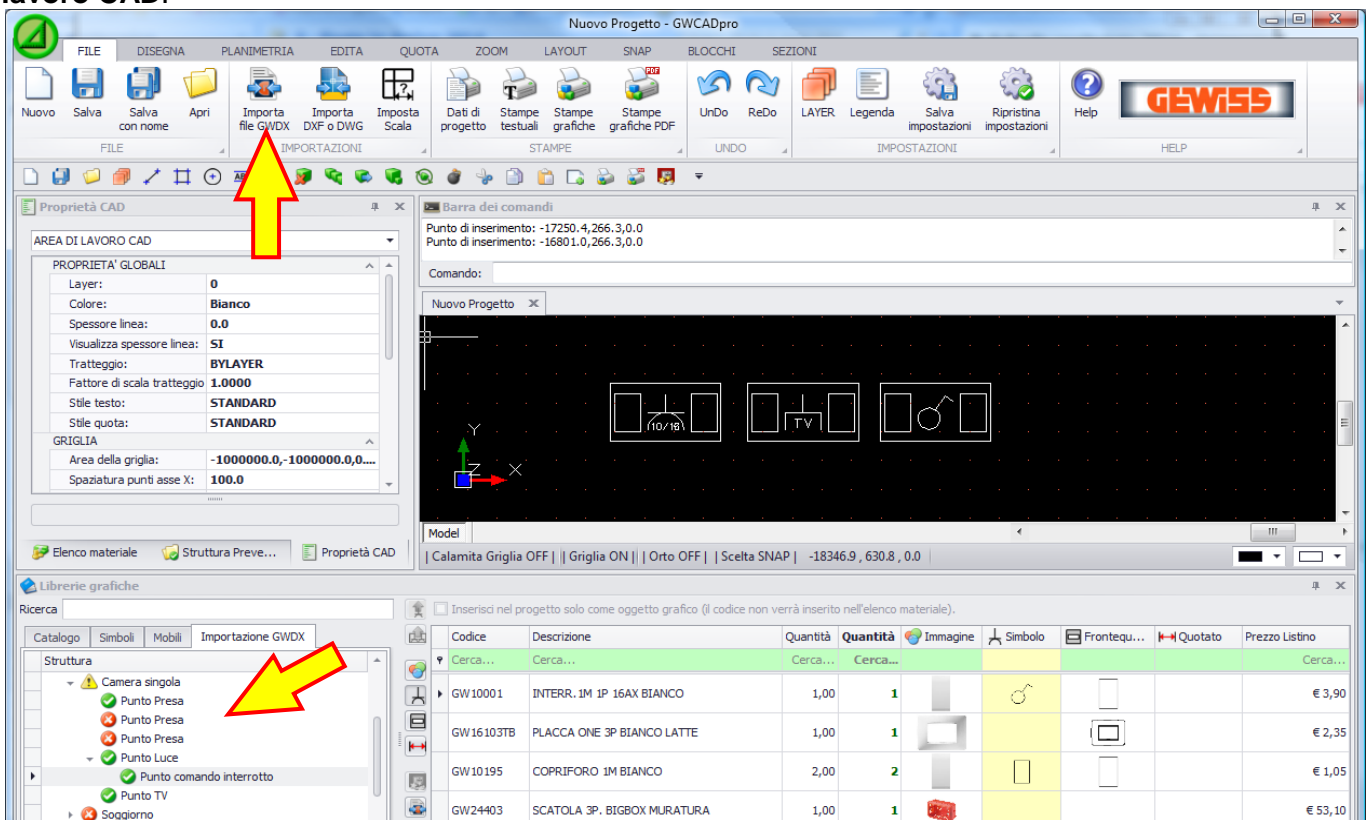 lavoro CAD.
Nuovo Progetto - GWCADpro
FILE DISEGNA PLANIMETRIA EDITA QUOTA ZOOM LAYOUT SNAP BLOCCHI SEZIONI
Nuovo Salva Salva con nome Apri Importa file GWDX Importa DXF o DWG Imposta Scala Dati di progetto Stampe testuali Stampe grafiche Stampe grafiche PDF UnDo ReDo LAYER Legenda Salva impostazioni Ripristina impostazioni Help GEWISS
FILE IMPORTAZIONI STAMPE UNDO IMPOSTAZIONI HELP
Proprietà CAD
AREA DI LAVORO CAD
PROPRIETA' GLOBALI
Layer: 0
Colore: Bianco
Spessore linea: 0.0
Visualizza spessore linea: SI
Tratteggio: BYLAYER
Fattore di scala tratteggio 1.0000
Stile testo: STANDARD
Stile quota: STANDARD
GRIGLIA
Area della griglia: -1000000.0,-1000000.0,0....
Spaziatura punti asse X: 100.0
Elenco materiale Struttura Preve... Proprietà CAD
Barra dei comandi
Punto di inserimento: -17250.4,266.3,0.0
Punto di inserimento: -16801.0,266.3,0.0
Comando:
Nuovo Progetto
(10/16)
TV
Y
Z X
Model
| Calamita Griglia OFF | || Griglia ON | | Orto OFF | | Scelta SNAP | -18346.9 , 630.8 , 0.0
Librerie grafiche
Ricerca
Catalogo Simboli Mobili Importazione GWDX
Struttura
Camera singola
Punto Presa
Punto Presa
Punto Presa
Punto Luce
Punto comando interrotto
Punto TV
Soggiorno
Inserisci nel progetto solo come oggetto grafico (il codice non verrà inserito nell'elenco materiale).
Codice Descrizione Quantità Quantità Immagine Simbolo Frontequ... Quotato Prezzo Listino
Cerca... Cerca... Cerca... Cerca... Cerca...
GW10001 INTERR. 1M 1P 16AX BIANCO 1,00 1 € 3,90
GW16103TB PLACCA ONE 3P BIANCO LATTE 1,00 1 € 2,35
GW10195 COPRIFORO 1M BIANCO 2,00 2 € 1,05
GW24403 SCATOLA 3P. BIGBOX MURATURA 1,00 1 € 53,10